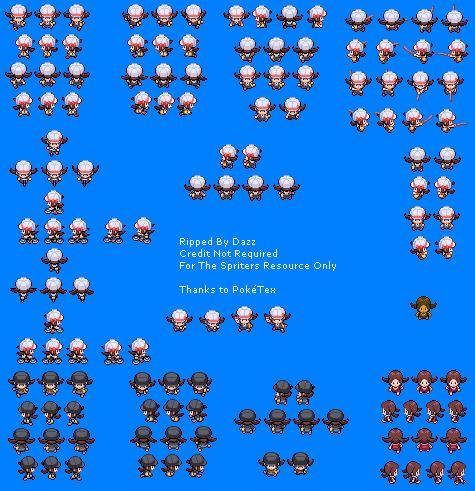 Ripped By Dazz
Credit Not Required
For The Spriters Resource Only
Thanks to PokéTex